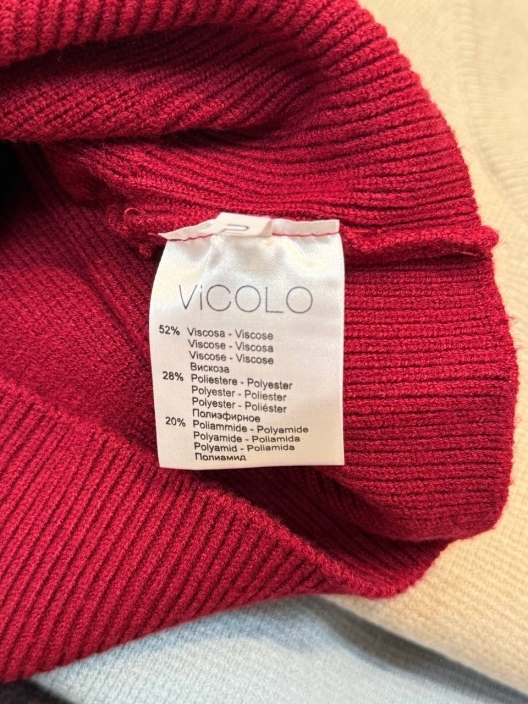 ViCOLO
52% Viscosa - Viscose
Viscose - Viscosa
Viscose - Viscose
Вискоза
28% Poliestere - Polyester
Polyester - Poliester
Polyester - Poliéster
Полиэфирное
20% Poliammide - Polyamide
Polyamide - Poliamida
Polyamid - Poliamida
Полиамид